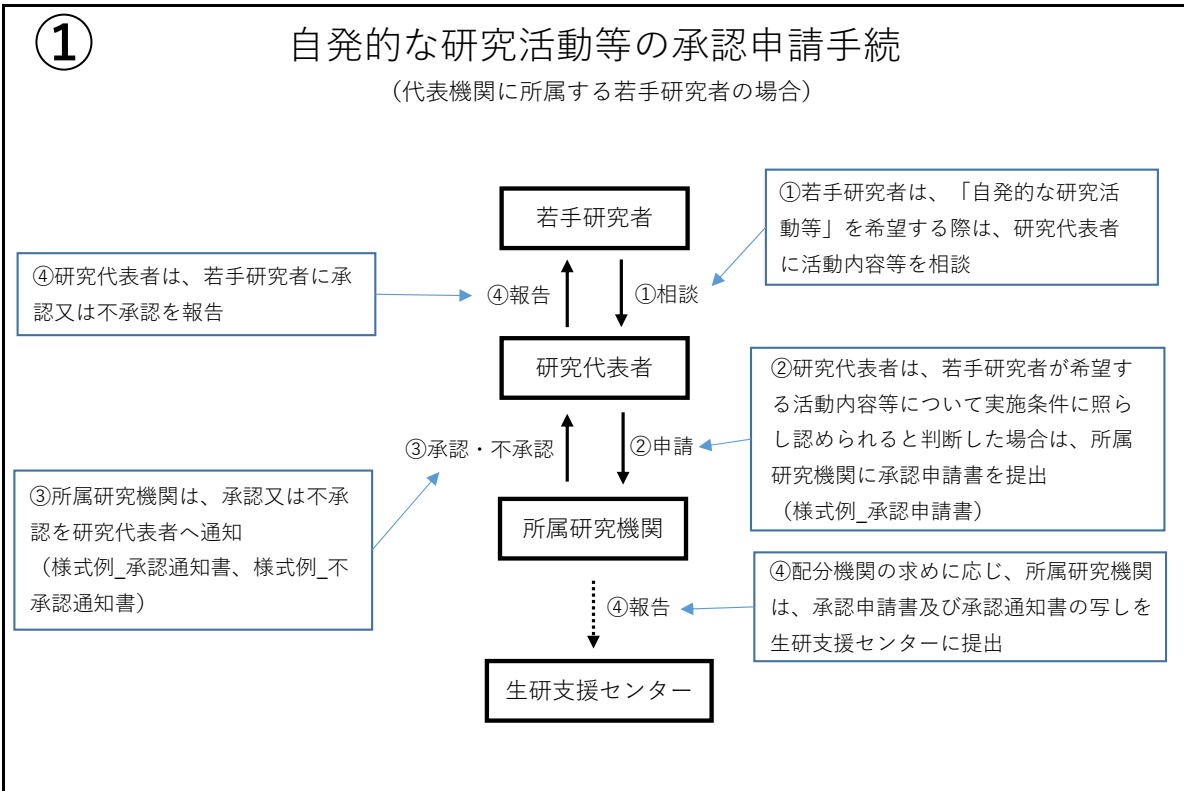 ①
自発的な研究活動等の承認申請手続
（代表機関に所属する若手研究者の場合）
若手研究者
①若手研究者は、「自発的な研究活
動等」を希望する際は、研究代表者
に活動内容等を相談
④研究代表者は、若手研究者に承
認又は不承認を報告
④報告
①相談
研究代表者
②研究代表者は、若手研究者が希望す
る活動内容等について実施条件に照ら
し認められると判断した場合は、所属
研究機関に承認申請書を提出
（様式例_承認申請書）
③承認・不承認
②申請
③所属研究機関は、承認又は不承
認を研究代表者へ通知
（様式例_承認通知書、様式例_不
承認通知書）
所属研究機関
④配分機関の求めに応じ、所属研究機関
は、承認申請書及び承認通知書の写しを
生研支援センターに提出
④報告
生研支援センター